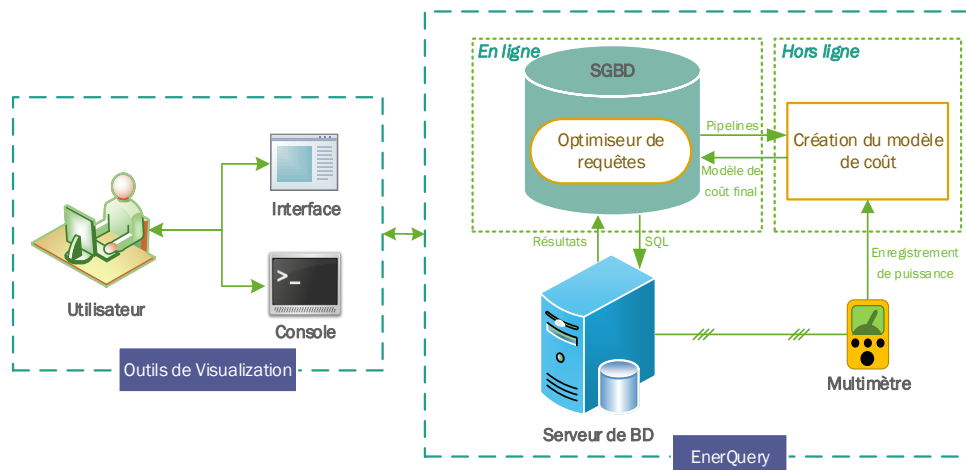 En ligne
Hors ligne
SGBD
Optimiseur de
requêtes
Pipelines
Modèle de
coût final
Création du modèle
de coût
Interface
>_
Utilisateur
Console
Outils de Visualization
Résultats
SQL
Enregistrement
de puissance
Serveur de BD
Multimètre
EnerQuery